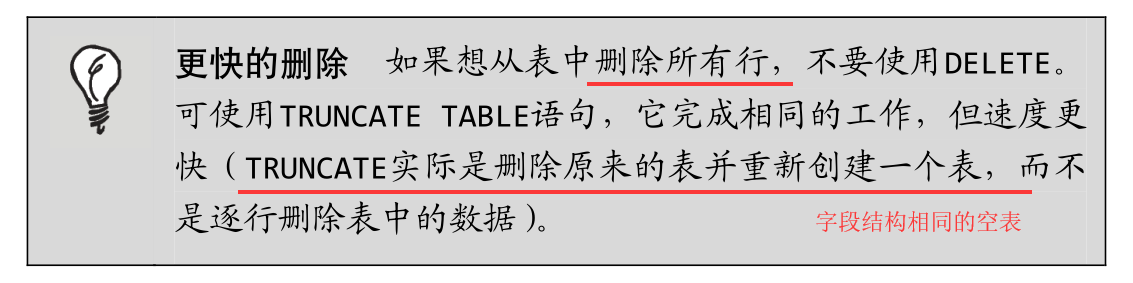 更快的删除 如果想从表中删除所有行，不要使用DELETE。
可使用TRUNCATE TABLE语句，它完成相同的工作，但速度更
快（TRUNCATE实际是删除原来的表并重新创建一个表，而不
是逐行删除表中的数据）。
字段结构相同的空表